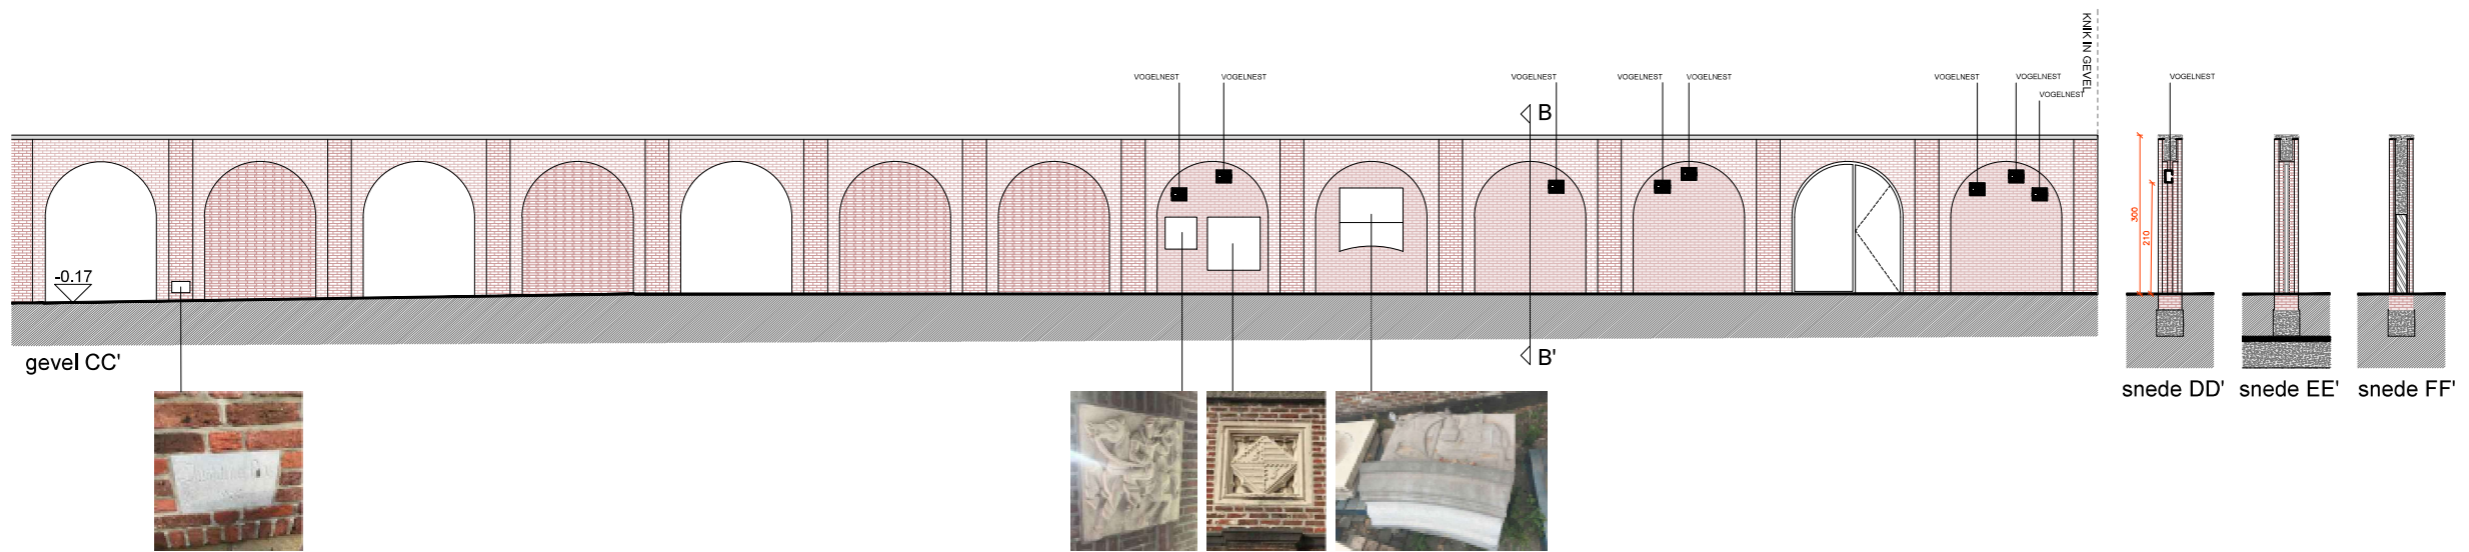 KNIK IN GEVEL
VOGELNEST
VOGELNEST
VOGELNEST
VOGELNEST
VOGELNEST
VOGELNEST
VOGELNEST
VOGELNEST
VOGELNEST
B
-0.17
300
210
gevel CC'
B'
snede DD'
snede EE'
snede FF'